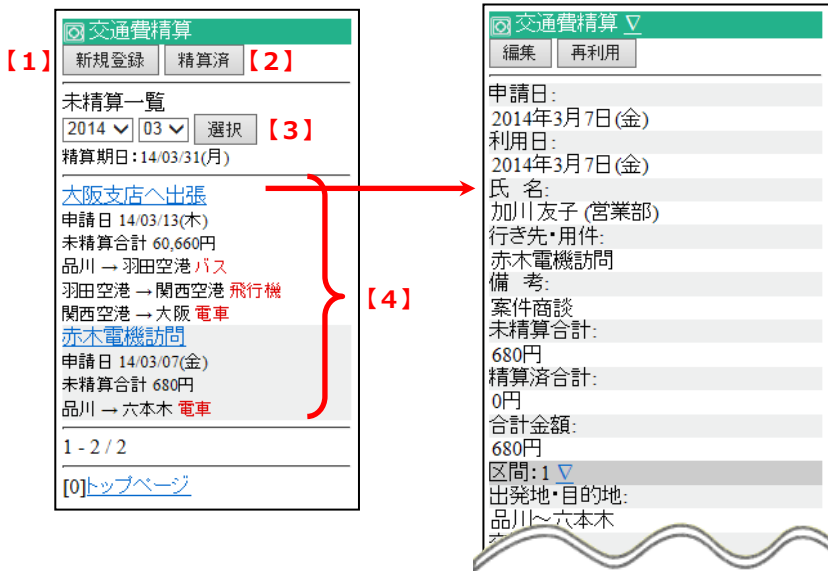 交通費精算
【1】 新規登録 精算済 【2】
未精算一覧
2014 03 選択 【3】
精算期日:14/03/31(月)
大阪支店へ出張
申請日 14/03/13(木)
未精算合計 60,660円
品川 → 羽田空港 バス
羽田空港 → 関西空港 飛行機
関西空港 → 大阪 電車
赤木電機訪問
申請日 14/03/07(金)
未精算合計 680円
品川 → 六本木 電車
【4】
1 - 2 / 2
[0]トップページ
交通費精算 ▽
編集 再利用
申請日:
2014年3月7日(金)
利用日:
2014年3月7日(金)
氏 名:
加川 友子 (営業部)
行き先・用件:
赤木電機訪問
備 考:
案件商談
未精算合計:
680円
精算済合計:
0円
合計金額:
680円
区間:1 ▽
出発地・目的地:
品川~六本木